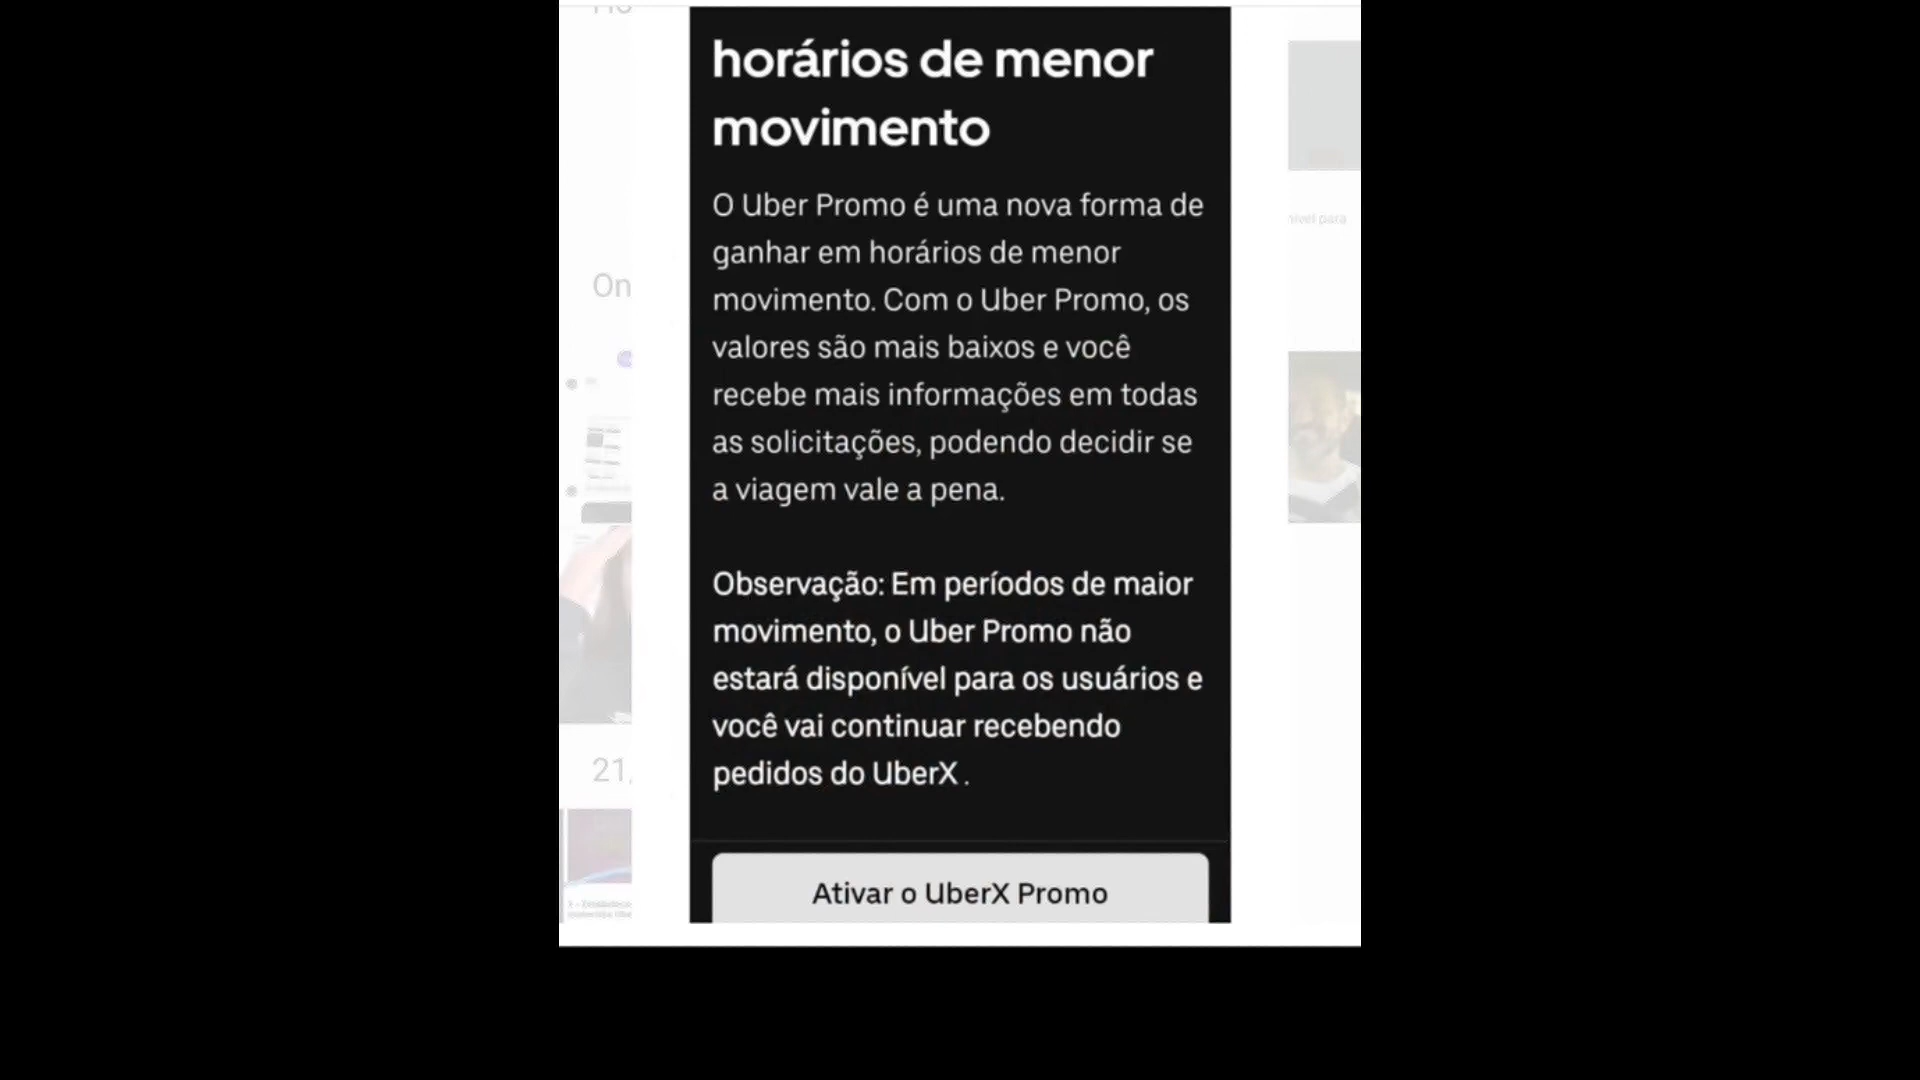 horários de menor
movimento
O Uber Promo é uma nova forma de
ganhar em horários de menor
movimento. Com o Uber Promo, os
valores são mais baixos e você
recebe mais informações em todas
as solicitações, podendo decidir se
a viagem vale a pena.
Observação: Em períodos de maior
movimento, o Uber Promo não
estará disponível para os usuários e
você vai continuar recebendo
pedidos do UberX .
Ativar o UberX Promo
On
21,
para